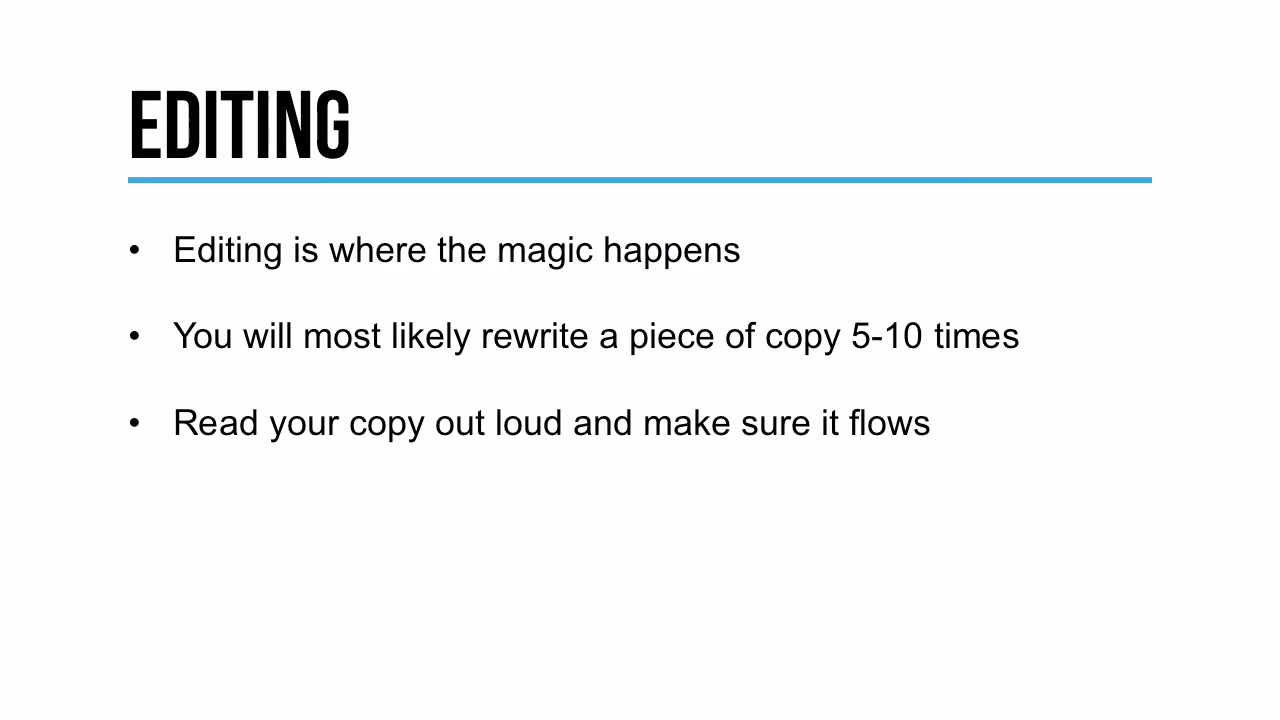 EDITING
• Editing is where the magic happens
• You will most likely rewrite a piece of copy 5-10 times
• Read your copy out loud and make sure it flows